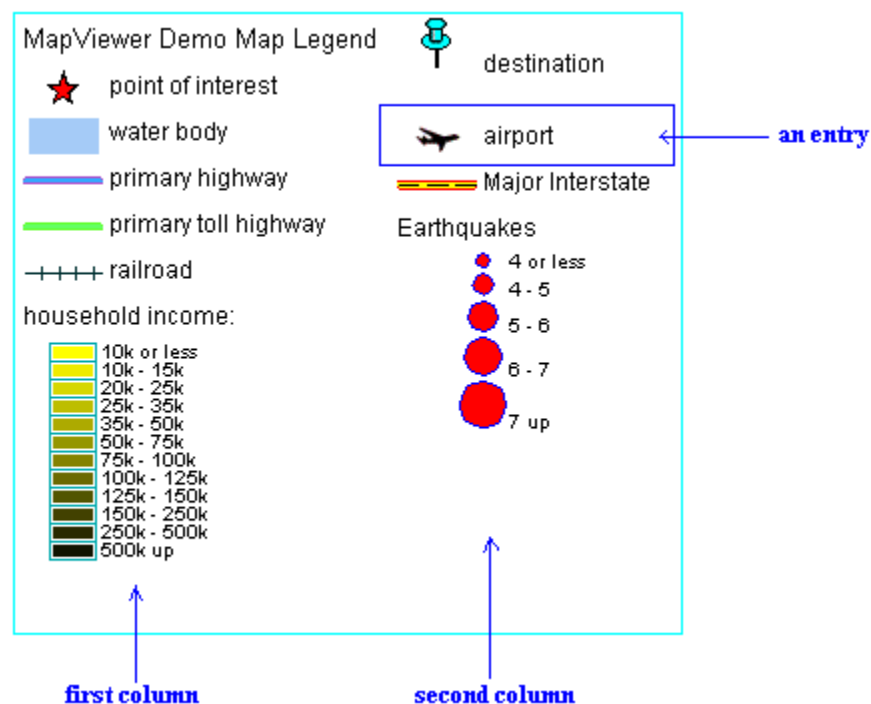 MapViewer Demo Map Legend
point of interest
water body
primary highway
primary toll highway
railroad
household income:
10k or less
10k - 15k
20k - 25k
25k - 35k
35k - 50k
50k - 75k
75k - 100k
100k - 125k
125k - 150k
150k - 250k
250k - 500k
500k up
destination
airport
Major Interstate
Earthquakes
4 or less
4 - 5
5 - 6
6 - 7
7 up
an entry
first column
second column